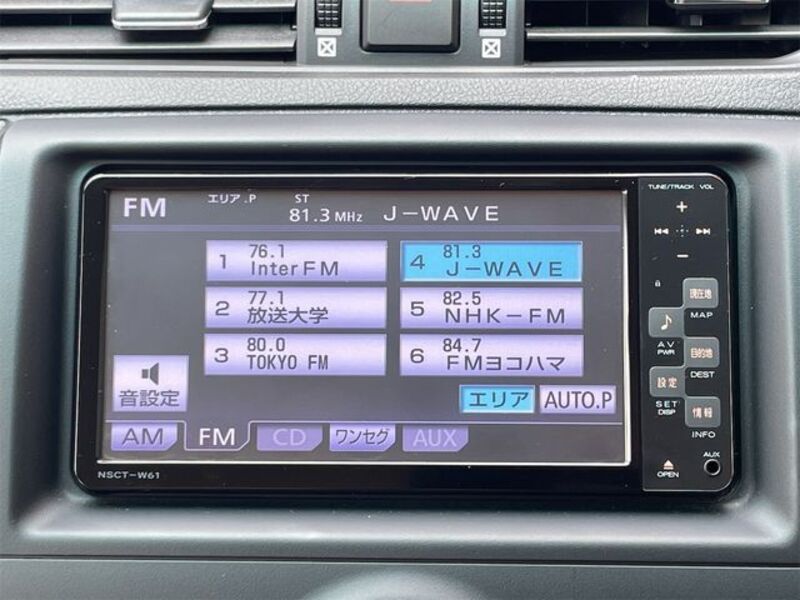 FM エリア.P ST 81.3 MHz J-WAVE
1 76.1 InterFM
2 77.1 放送大学
3 80.0 TOKYO FM
4 81.3 J-WAVE
5 82.5 NHK-FM
6 84.7 FMヨコハマ
音設定
エリア AUTO.P
AM FM CD ワンセグ AUX
NSCT-W61
TUNE/TRACK VOL
現在地
MAP
AV PWR
目的地
DEST
設定
SET DISP
情報
INFO
AUX
OPEN